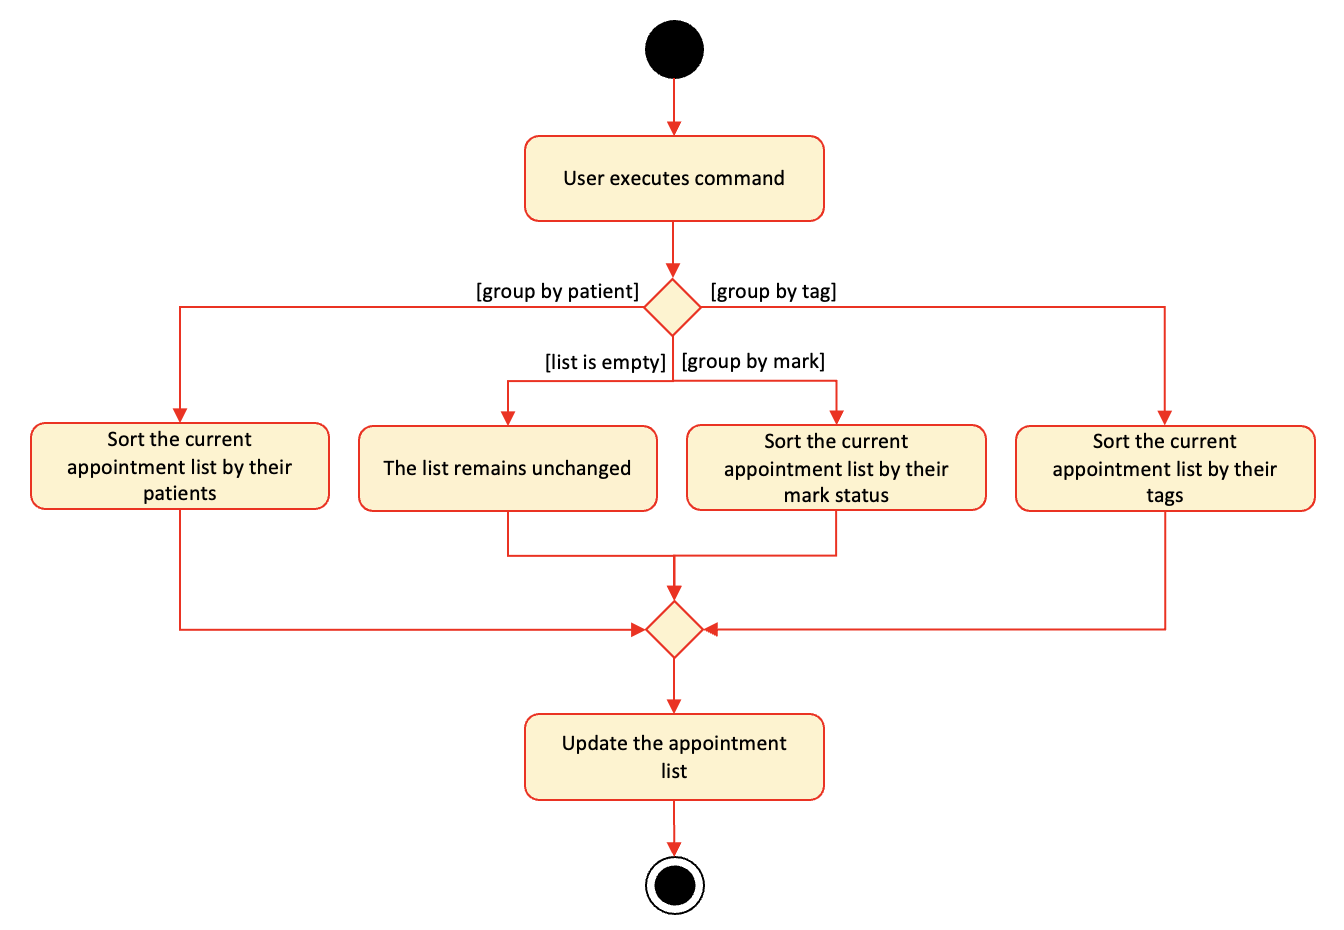 User executes command
[group by patient]
[group by tag]
[list is empty]
[group by mark]
Sort the current
appointment list by their
patients
The list remains unchanged
Sort the current
appointment list by their
mark status
Sort the current
appointment list by their
tags
Update the appointment
list